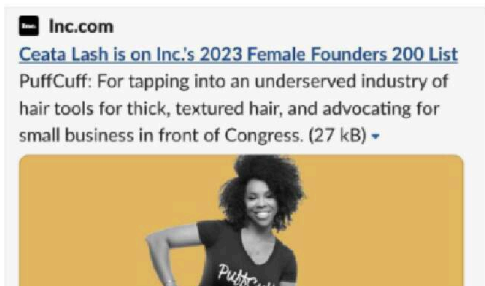 Inc.
Inc.com
Ceata Lash is on Inc.'s 2023 Female Founders 200 List
PuffCuff: For tapping into an underserved industry of
hair tools for thick, textured hair, and advocating for
small business in front of Congress. (27 kB)